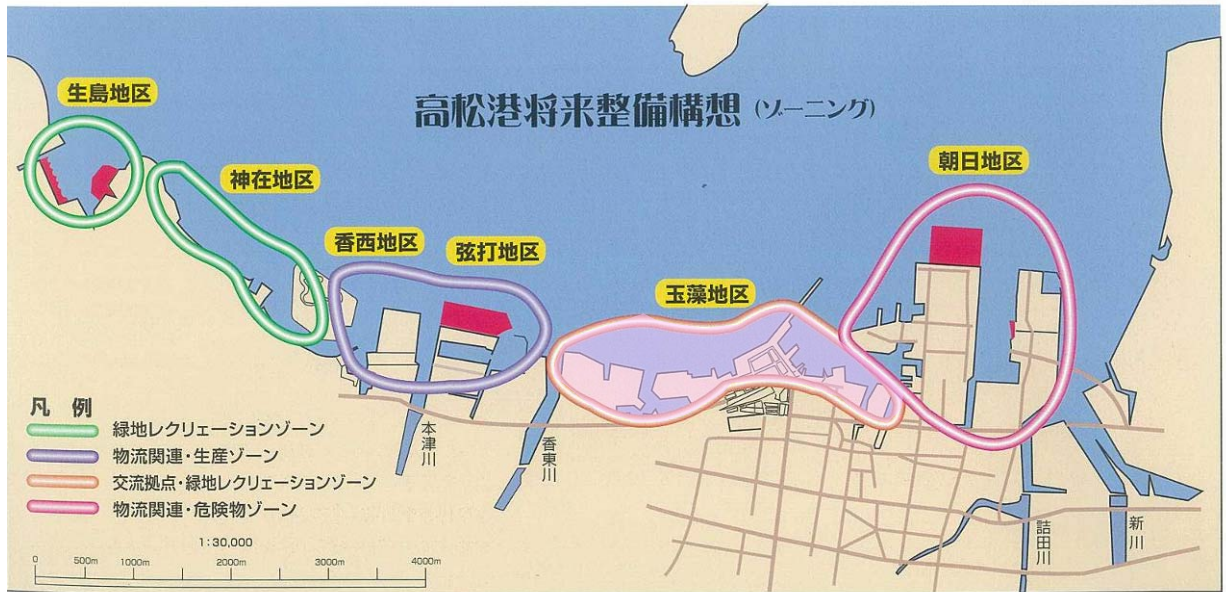 高松港将来整備構想 (ゾーニング)
生島地区
神在地区
香西地区
弦打地区
玉藻地区
朝日地区
本津川
香東川
詰田川
新川
凡 例
緑地レクリェーションゾーン
物流関連・生産ゾーン
交流拠点・緑地レクリェーションゾーン
物流関連・危険物ゾーン
1:30,000
0 500m 1000m 2000m 3000m 4000m